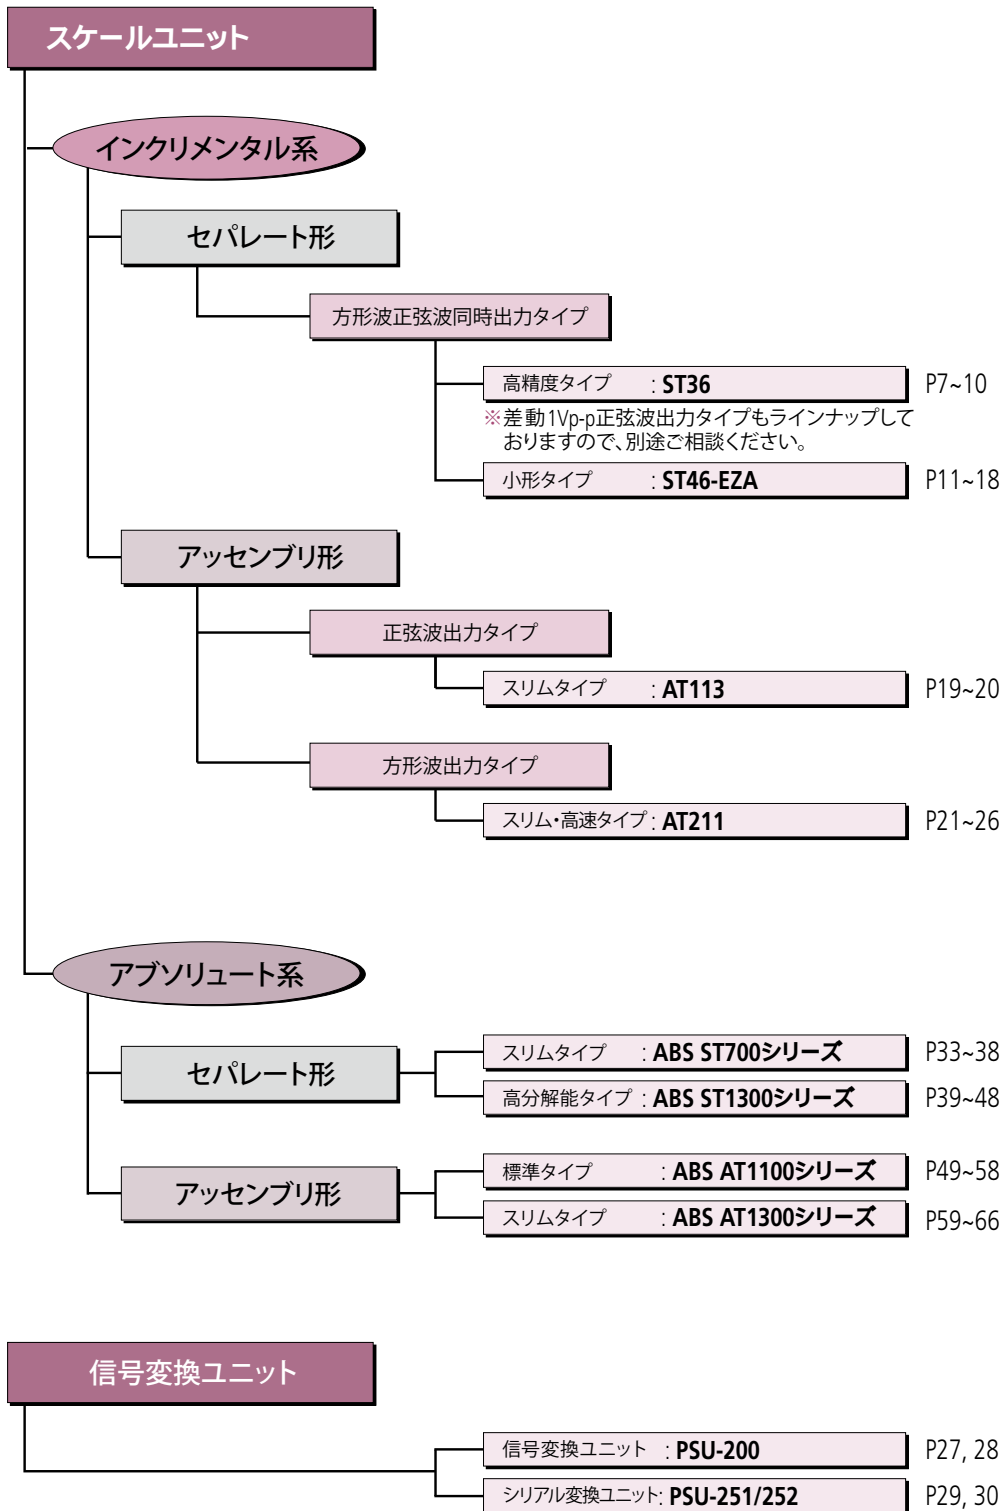 スケールユニット
インクリメンタル系
セパレート形
方形波正弦波同時出力タイプ
高精度タイプ : ST36 P7~10
※差動1Vp-p正弦波出力タイプもラインナップして
おりますので、別途ご相談ください。
小形タイプ : ST46-EZA P11~18
アッセンブリ形
正弦波出力タイプ
スリムタイプ : AT113 P19~20
方形波出力タイプ
スリム・高速タイプ : AT211 P21~26
アブソリュート系
セパレート形
スリムタイプ : ABS ST700シリーズ P33~38
高分解能タイプ : ABS ST1300シリーズ P39~48
アッセンブリ形
標準タイプ : ABS AT1100シリーズ P49~58
スリムタイプ : ABS AT1300シリーズ P59~66
信号変換ユニット
信号変換ユニット : PSU-200 P27, 28
シリアル変換ユニット: PSU-251/252 P29, 30